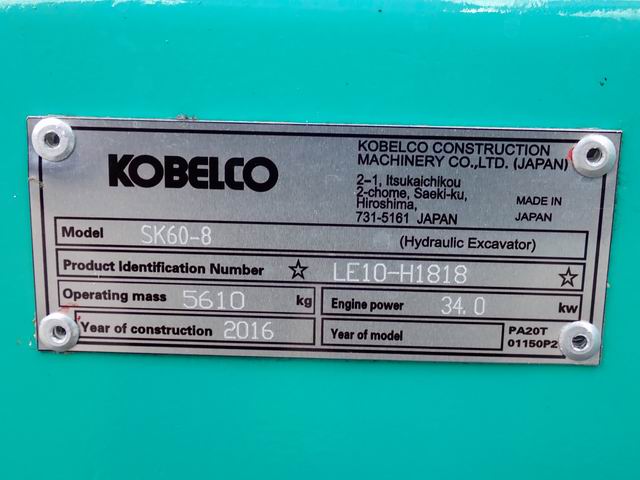 KOBELCO
KOBELCO CONSTRUCTION
MACHINERY CO.,LTD. (JAPAN)
2-1, Itsukaichikou
2-chome, Saeki-ku,
Hiroshima,
731-5161 JAPAN
MADE IN
JAPAN
Model SK60-8 (Hydraulic Excavator)
Product Identification Number ☆ LE10-H1818 ☆
Operating mass 5610 kg
Engine power 34.0 kw
Year of construction 2016
Year of model
PA20T
01150P2